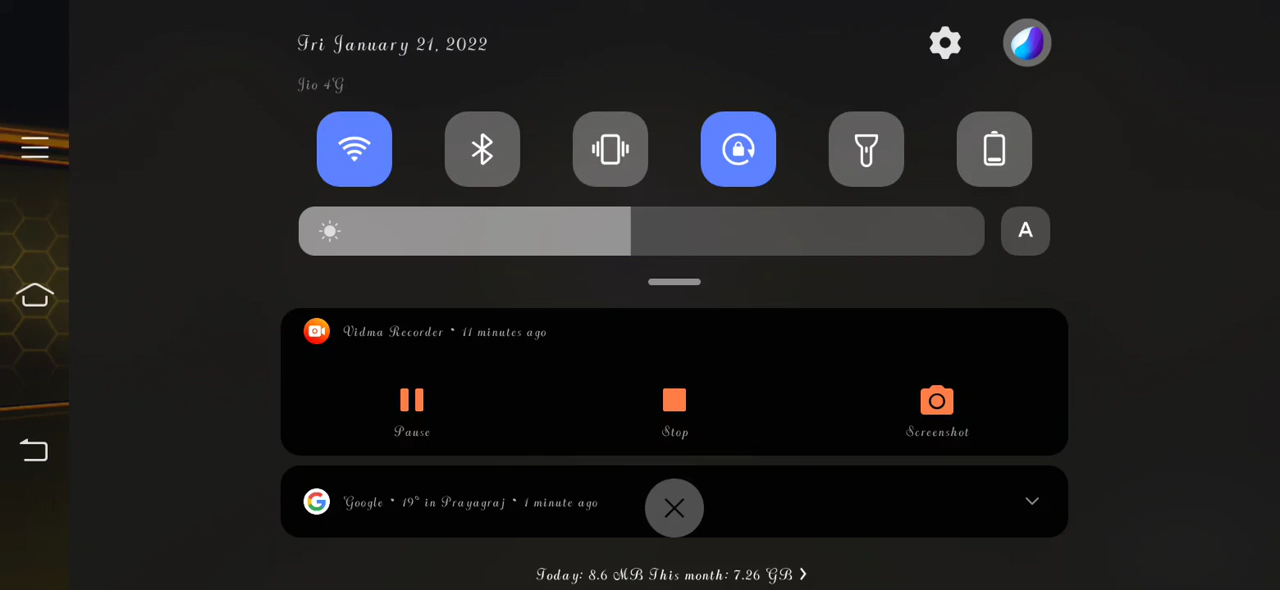 Fri January 21, 2022
Jio 4G
A
Vidma Recorder • 11 minutes ago
Pause
Stop
Screenshot
Google • 19° in Prayagraj • 1 minute ago
Today: 8.6 MB This month: 7.26 GB